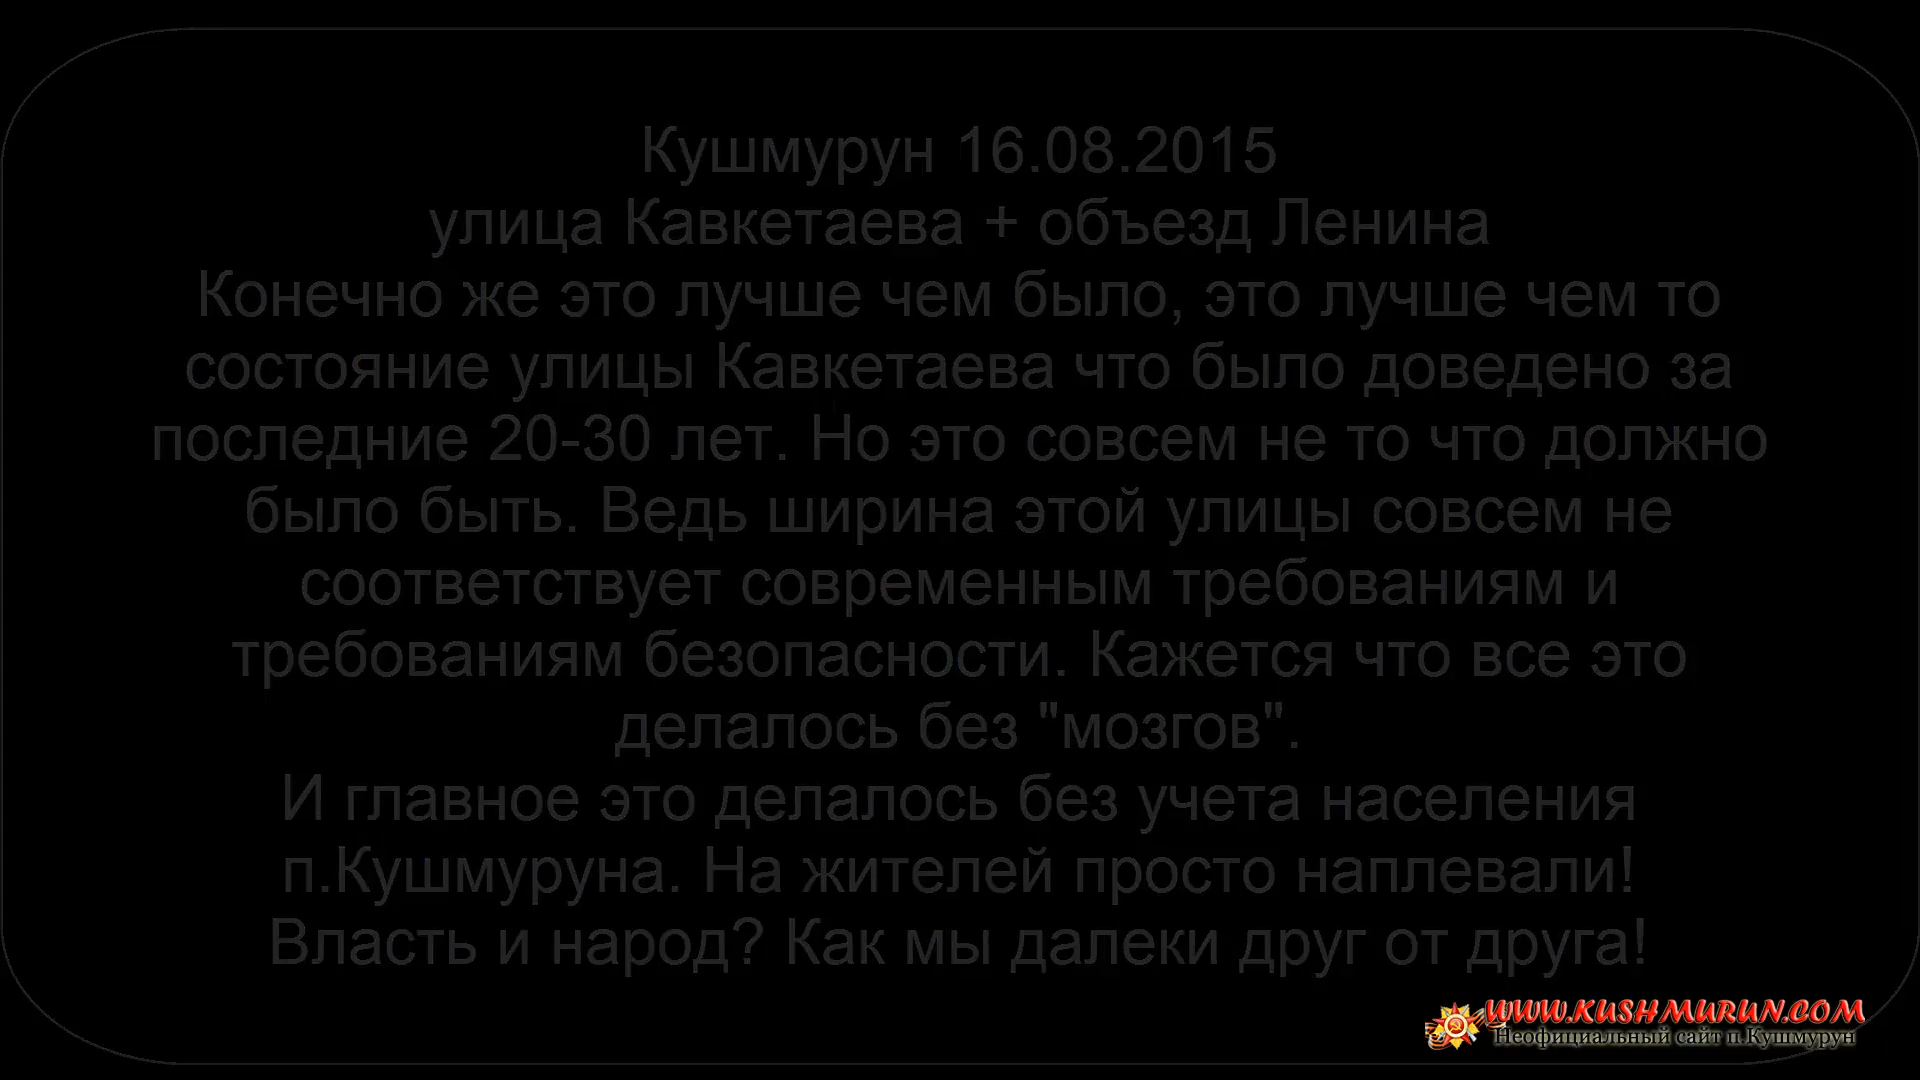 Кушмурун 16.08.2015
улица Кавкетаева + объезд Ленина
Конечно же это лучше чем было, это лучше чем то
состояние улицы Кавкетаева что было доведено за
последние 20-30 лет. Но это совсем не то что должно
было быть. Ведь ширина этой улицы совсем не
соответствует современным требованиям и
требованиям безопасности. Кажется что все это
делалось без "мозгов".
И главное это делалось без учета населения
п.Кушмуруна. На жителей просто наплевали!
Власть и народ? Как мы далеки друг от друга!
WWW.KUSHMURUN.COM
Неофициальный сайт п.Кушмурун